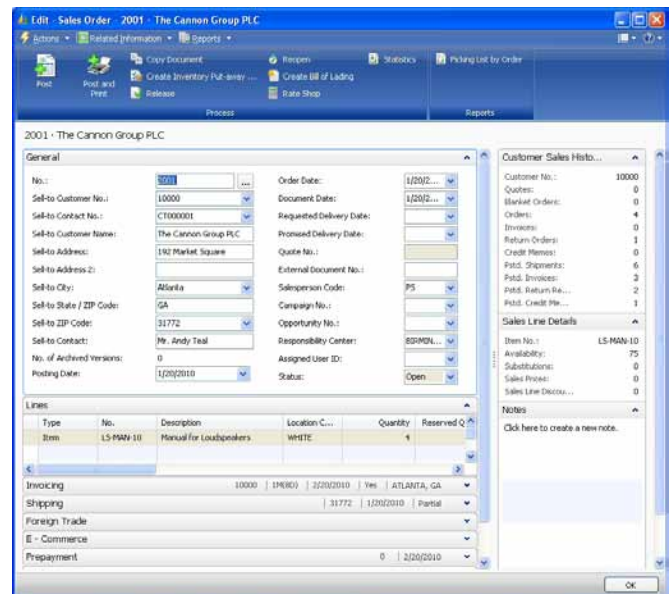 Edit - Sales Order - 2001 · The Cannon Group PLC
Actions
Related Information
Reports
Post
Post and Print
Copy Document
Create Inventory Put-away ...
Release
Reopen
Create Bill of Lading
Rate Shop
Statistics
Picking List by Order
Process
Reports
2001 · The Cannon Group PLC
General
No.: 2001 ...
Sell-to Customer No.: 10000
Sell-to Contact No.: CT000001
Sell-to Customer Name: The Cannon Group PLC
Sell-to Address: 192 Market Square
Sell-to Address 2:
Sell-to City: Atlanta
Sell-to State / ZIP Code: GA
Sell-to ZIP Code: 31772
Sell-to Contact: Mr. Andy Teal
No. of Archived Versions: 0
Posting Date: 1/20/2010
Order Date: 1/20/2...
Document Date: 1/20/2...
Requested Delivery Date:
Promised Delivery Date:
Quote No.:
External Document No.:
Salesperson Code: PS
Campaign No.:
Opportunity No.:
Responsibility Center: BIRMIN...
Assigned User ID:
Status: Open
Lines
Type No. Description Location C... Quantity Reserved Q
Item LS-MAN-10 Manual for Loudspeakers WHITE 4
Invoicing 10000 | 1M(8D) | 2/20/2010 | Yes | ATLANTA, GA
Shipping | 31772 | 1/20/2010 | Partial
Foreign Trade
E - Commerce
Prepayment 0 | 2/20/2010
Customer Sales Histo...
Customer No.: 10000
Quotes: 0
Blanket Orders: 0
Orders: 4
Invoices: 0
Return Orders: 1
Credit Memos: 0
Pstd. Shipments: 6
Pstd. Invoices: 3
Pstd. Return Re... 2
Pstd. Credit Me... 1
Sales Line Details
Item No.: LS-MAN-10
Availability: 75
Substitutions: 0
Sales Prices: 0
Sales Line Discou... 0
Notes
Click here to create a new note.
OK